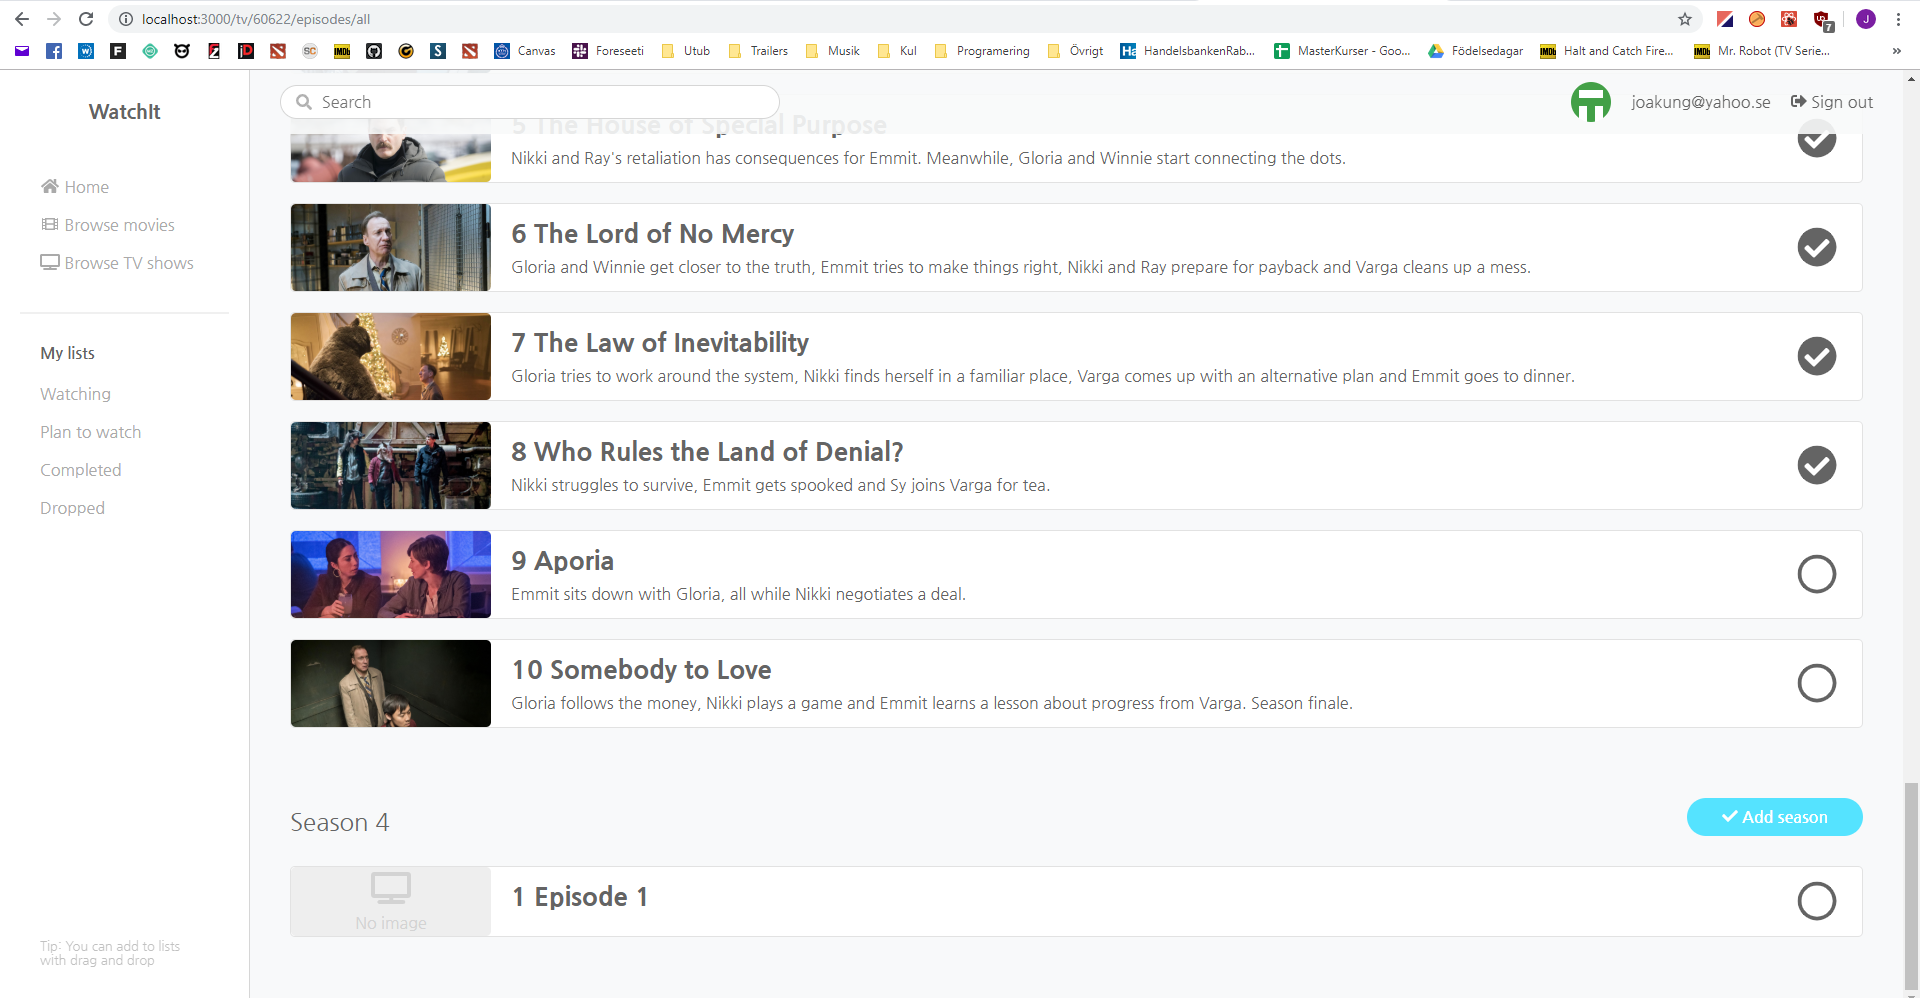 localhost:3000/tv/60622/episodes/all
7
J
Canvas
Foreseeti
Utub
Trailers
Musik
Kul
Programering
Övrigt
HandelsbankenRab...
MasterKurser - Goo...
Födelsedagar
Halt and Catch Fire...
Mr. Robot (TV Serie...
»
WatchIt
Search
joakung@yahoo.se
Sign out
Home
Browse movies
Browse TV shows
My lists
Watching
Plan to watch
Completed
Dropped
Tip: You can add to lists
with drag and drop
5 The House of Special Purpose
Nikki and Ray's retaliation has consequences for Emmit. Meanwhile, Gloria and Winnie start connecting the dots.
6 The Lord of No Mercy
Gloria and Winnie get closer to the truth, Emmit tries to make things right, Nikki and Ray prepare for payback and Varga cleans up a mess.
7 The Law of Inevitability
Gloria tries to work around the system, Nikki finds herself in a familiar place, Varga comes up with an alternative plan and Emmit goes to dinner.
8 Who Rules the Land of Denial?
Nikki struggles to survive, Emmit gets spooked and Sy joins Varga for tea.
9 Aporia
Emmit sits down with Gloria, all while Nikki negotiates a deal.
10 Somebody to Love
Gloria follows the money, Nikki plays a game and Emmit learns a lesson about progress from Varga. Season finale.
Season 4
Add season
No image
1 Episode 1